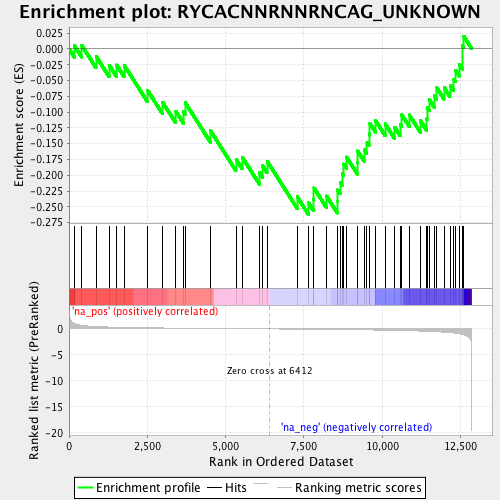 Enrichment plot: RYCACNNRNNRNCAG_UNKNOWN
Enrichment score (ES)
0.025
0.000
-0.025
-0.050
-0.075
-0.100
-0.125
-0.150
-0.175
-0.200
-0.225
-0.250
-0.275
'na_pos' (positively correlated)
Ranked list metric (PreRanked)
0
-5
-10
-15
-20
Zero cross at 6412
'na_neg' (negatively correlated)
0
2,500
5,000
7,500
10,000
12,500
Rank in Ordered Dataset
Enrichment profile
Hits
Ranking metric scores